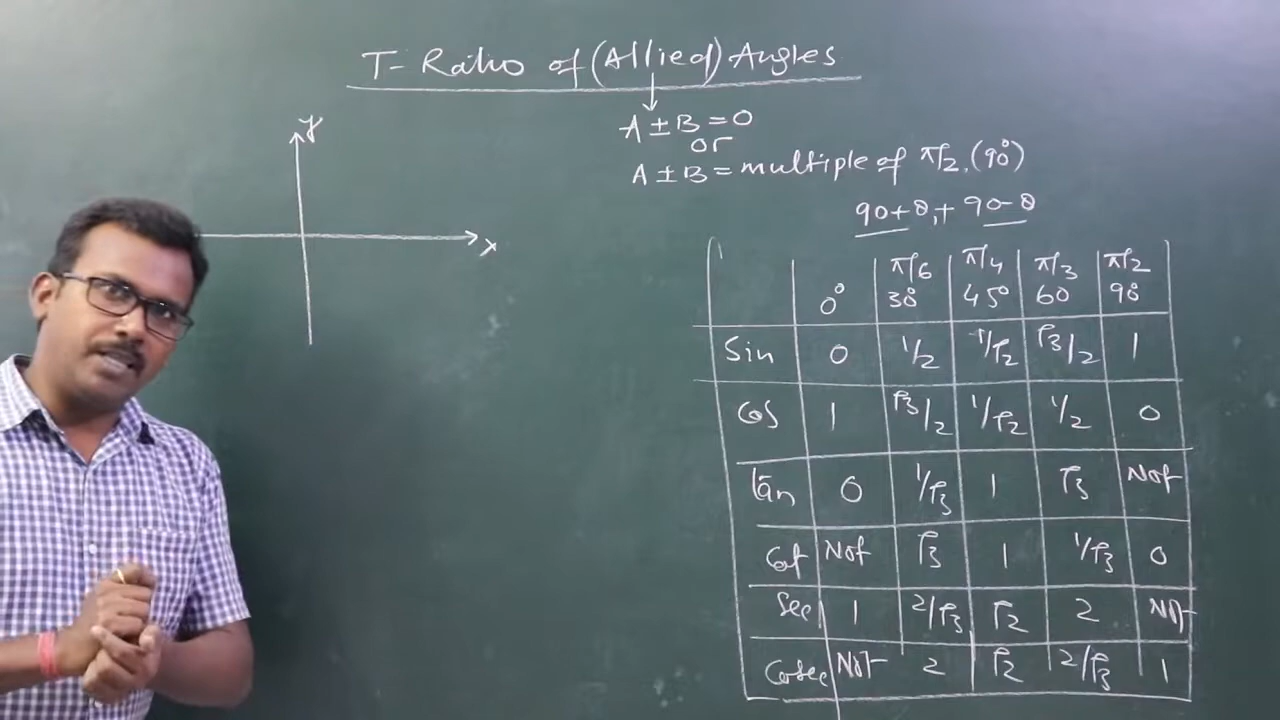 T- Ratio of (Allied) Angles
A ± B = 0
or
A ± B = multiple of π/2, (90°)
90+θ, + 90-θ
y
x
0° π/6 30° π/4 45° π/3 60 π/2 90°
Sin 0 1/2 1/√2 √3/2 1
Cos 1 √3/2 1/√2 1/2 0
tan 0 1/√3 1 √3 Not
Cot Not √3 1 1/√3 0
Sec 1 2/√3 √2 2 Not
Cosec Not 2 √2 2/√3 1